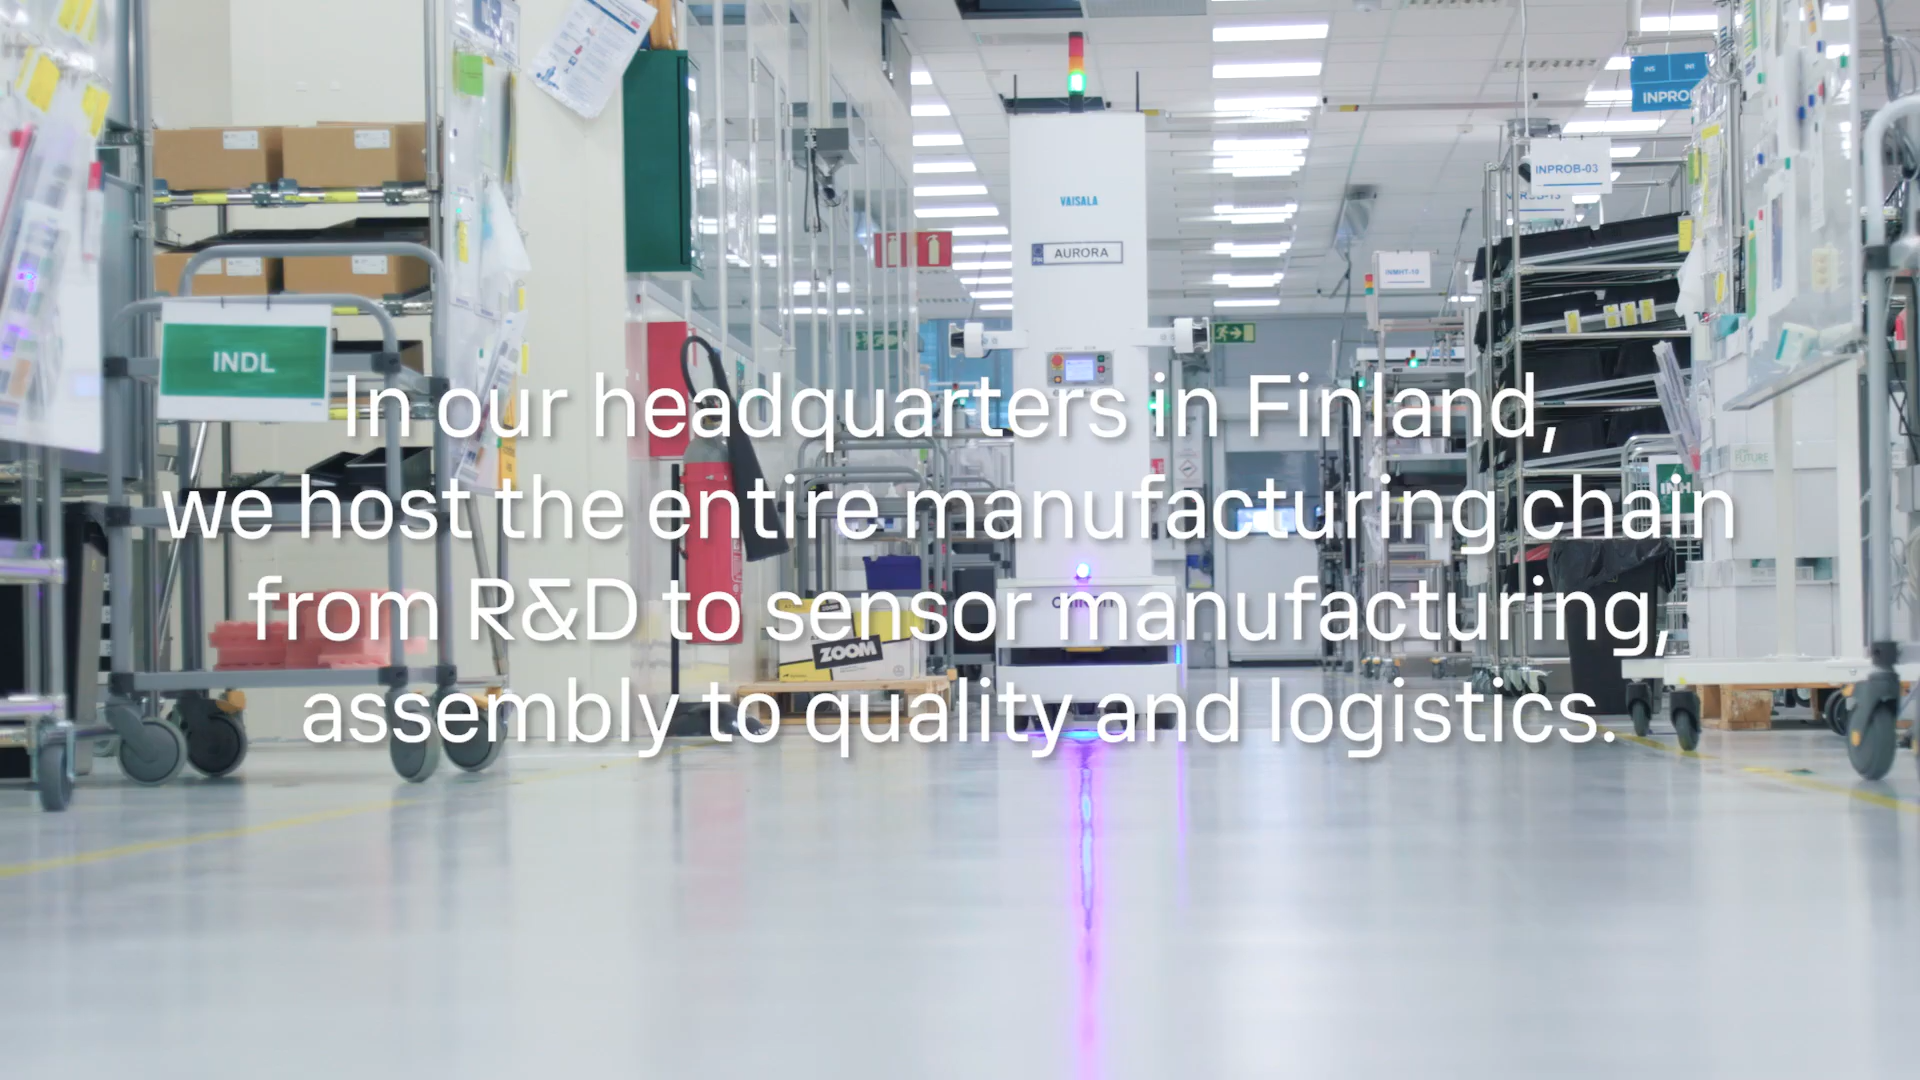 INPROB-03
VAISALA
AURORA
INDL
In our headquarters in Finland,
we host the entire manufacturing chain
from R&D to sensor manufacturing,
assembly to quality and logistics.
ZOOM